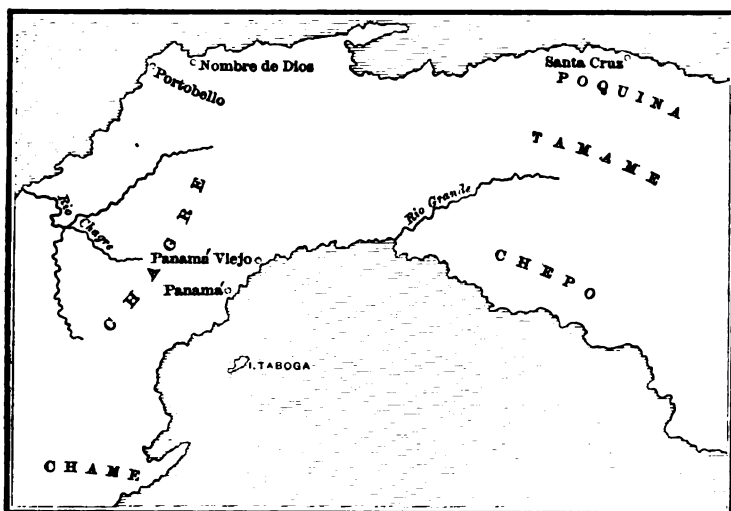 Nombre de Dios
Santa Cruz
Portobello
POQUINA
TAMAME
Rio Chagre
CHAGRE
Rio Grande
Panamá Viejo
CHEPO
Panamá
I. TABOGA
CHAME